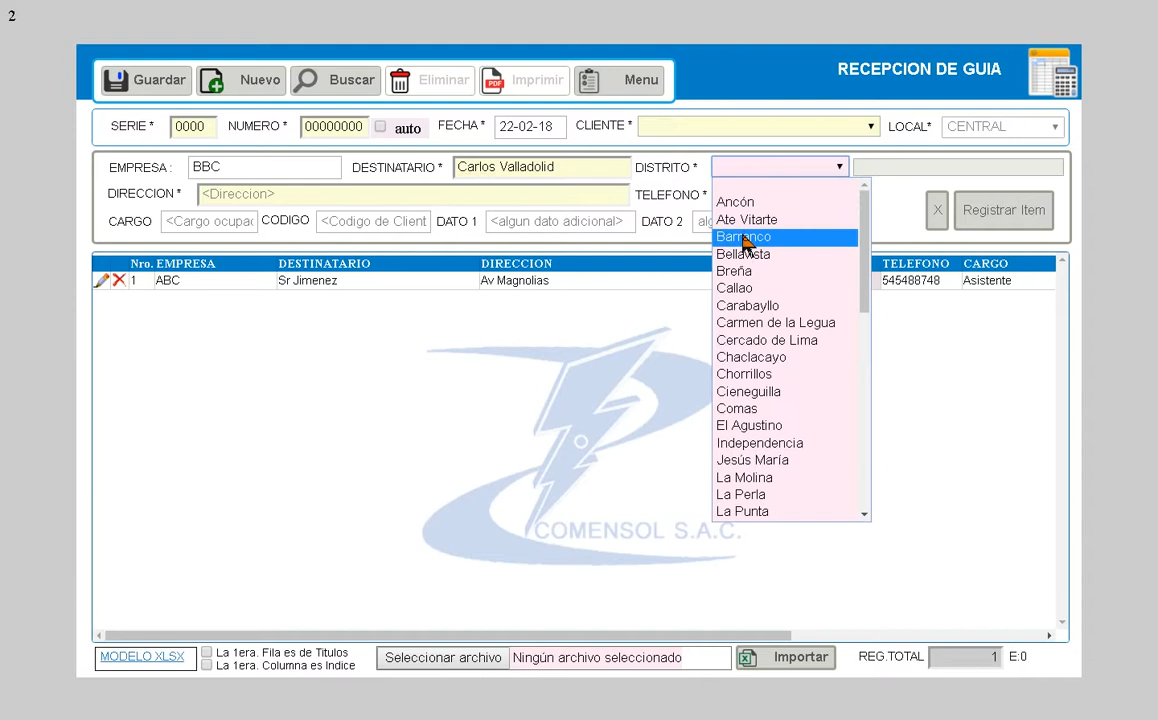 2
Guardar Nuevo Buscar Eliminar Imprimir Menu
RECEPCION DE GUIA
SERIE * 0000 NUMERO * 00000000 auto FECHA * 22-02-18 CLIENTE * LOCAL* CENTRAL
EMPRESA : BBC DESTINATARIO * Carlos Valladolid DISTRITO *
DIRECCION * <Direccion> TELEFONO *
CARGO <Cargo ocupac CODIGO <Codigo de Client DATO 1 <algun dato adicional> DATO 2 alg
X Registrar Item
Ancón
Ate Vitarte
Barranco
Bellavista
Breña
Callao
Carabayllo
Carmen de la Legua
Cercado de Lima
Chaclacayo
Chorrillos
Cieneguilla
Comas
El Agustino
Independencia
Jesús María
La Molina
La Perla
La Punta
Nro. EMPRESA DESTINATARIO DIRECCION TELEFONO CARGO
1 ABC Sr Jimenez Av Magnolias 545488748 Asistente
COMENSOL S.A.C.
MODELO XLSX
La 1era. Fila es de Titulos
La 1era. Columna es Indice
Seleccionar archivo Ningún archivo seleccionado
Importar
REG.TOTAL 1 E:0